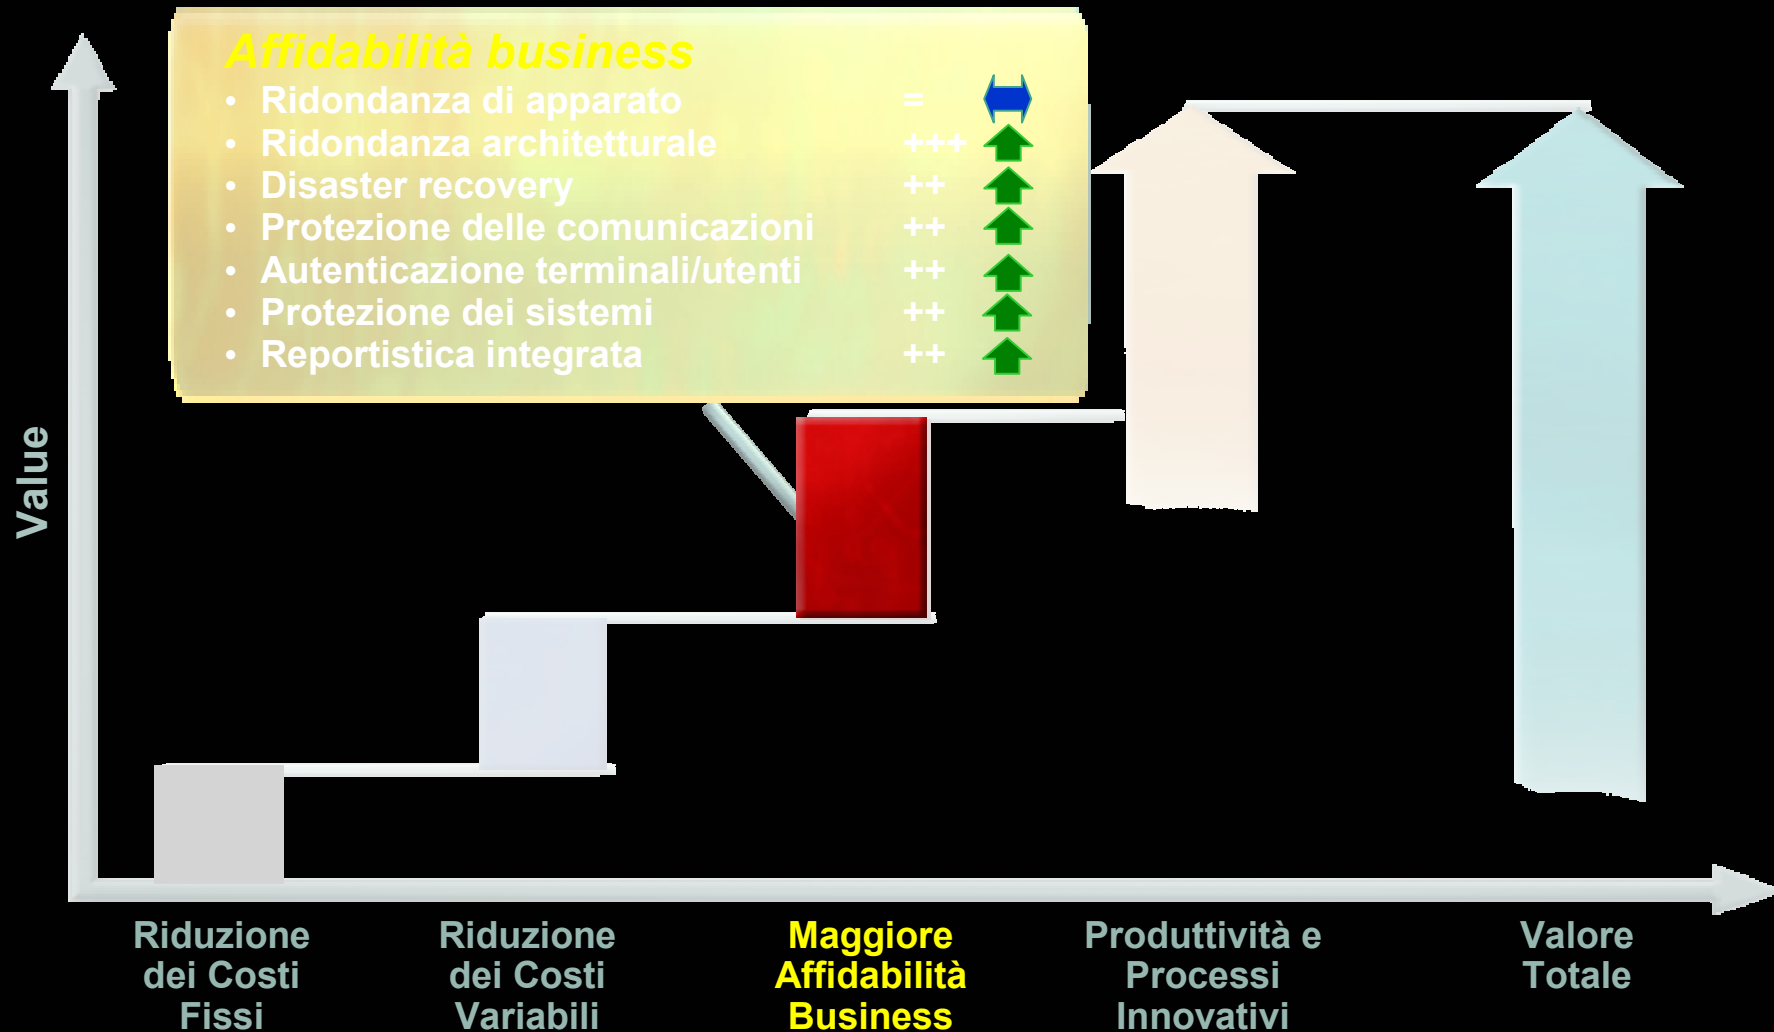 Affidabilità business
• Ridondanza di apparato =
• Ridondanza architetturale +++
• Disaster recovery ++
• Protezione delle comunicazioni ++
• Autenticazione terminali/utenti ++
• Protezione dei sistemi ++
• Reportistica integrata ++
Value
Riduzione
dei Costi
Fissi
Riduzione
dei Costi
Variabili
Maggiore
Affidabilità
Business
Produttività e
Processi
Innovativi
Valore
Totale